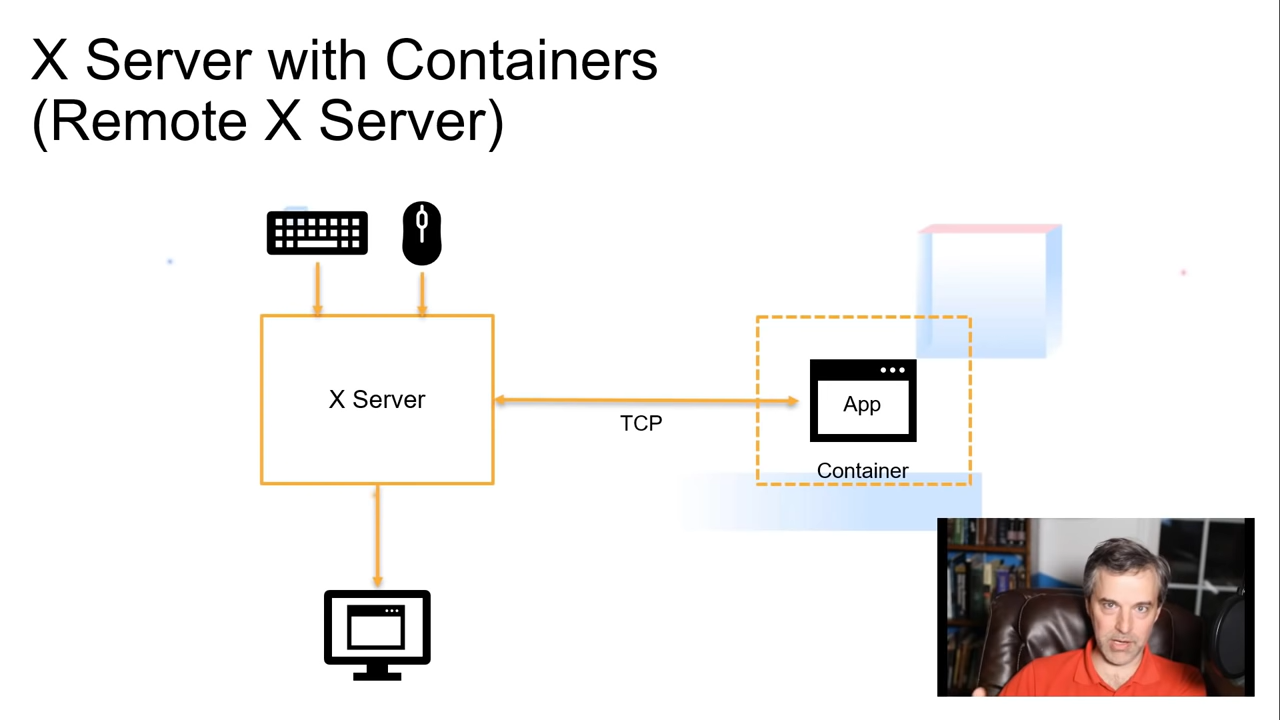 X Server with Containers
(Remote X Server)
X Server
TCP
App
Container